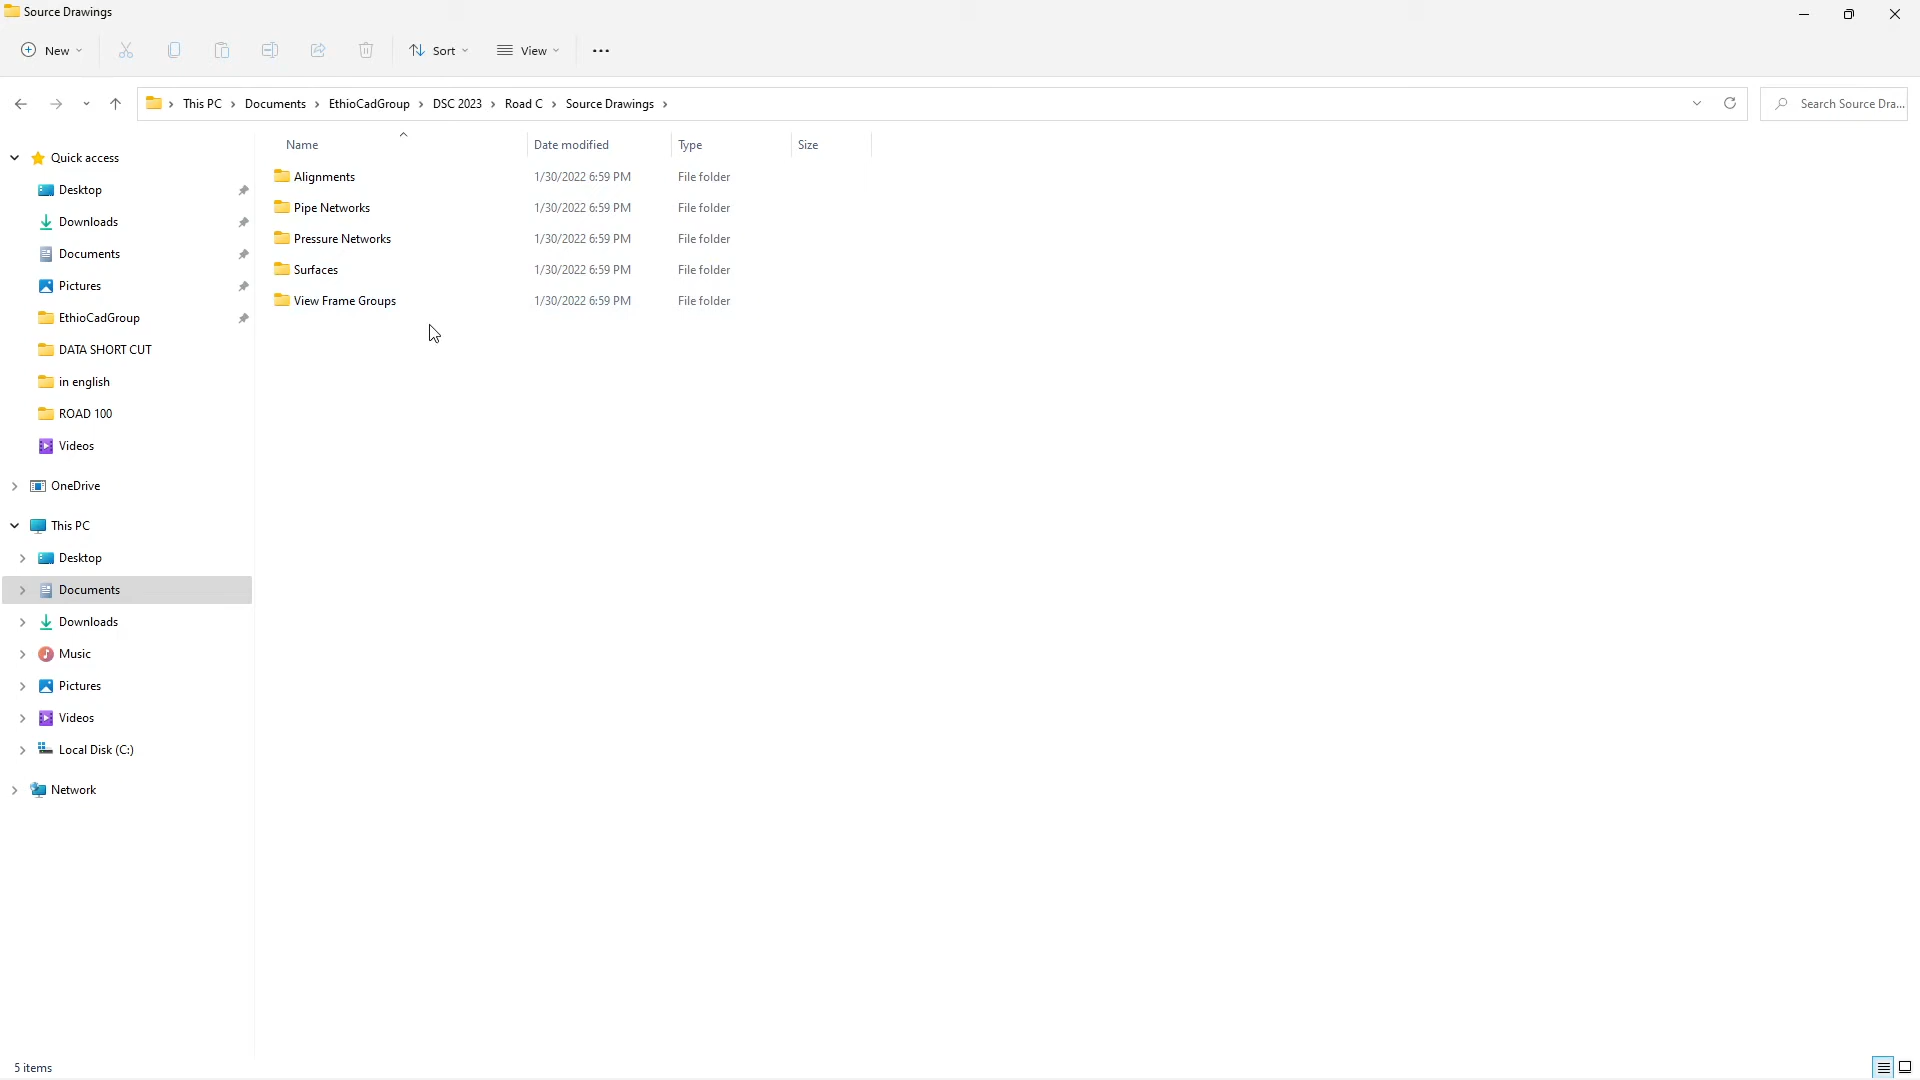 Source Drawings
New Sort View
This PC Documents EthioCadGroup DSC 2023 Road C Source Drawings Search Source Dra...
Name Date modified Type Size
Alignments 1/30/2022 6:59 PM File folder
Pipe Networks 1/30/2022 6:59 PM File folder
Pressure Networks 1/30/2022 6:59 PM File folder
Surfaces 1/30/2022 6:59 PM File folder
View Frame Groups 1/30/2022 6:59 PM File folder
Quick access
Desktop
Downloads
Documents
Pictures
EthioCadGroup
DATA SHORT CUT
in english
ROAD 100
Videos
OneDrive
This PC
Desktop
Documents
Downloads
Music
Pictures
Videos
Local Disk (C:)
Network
5 items